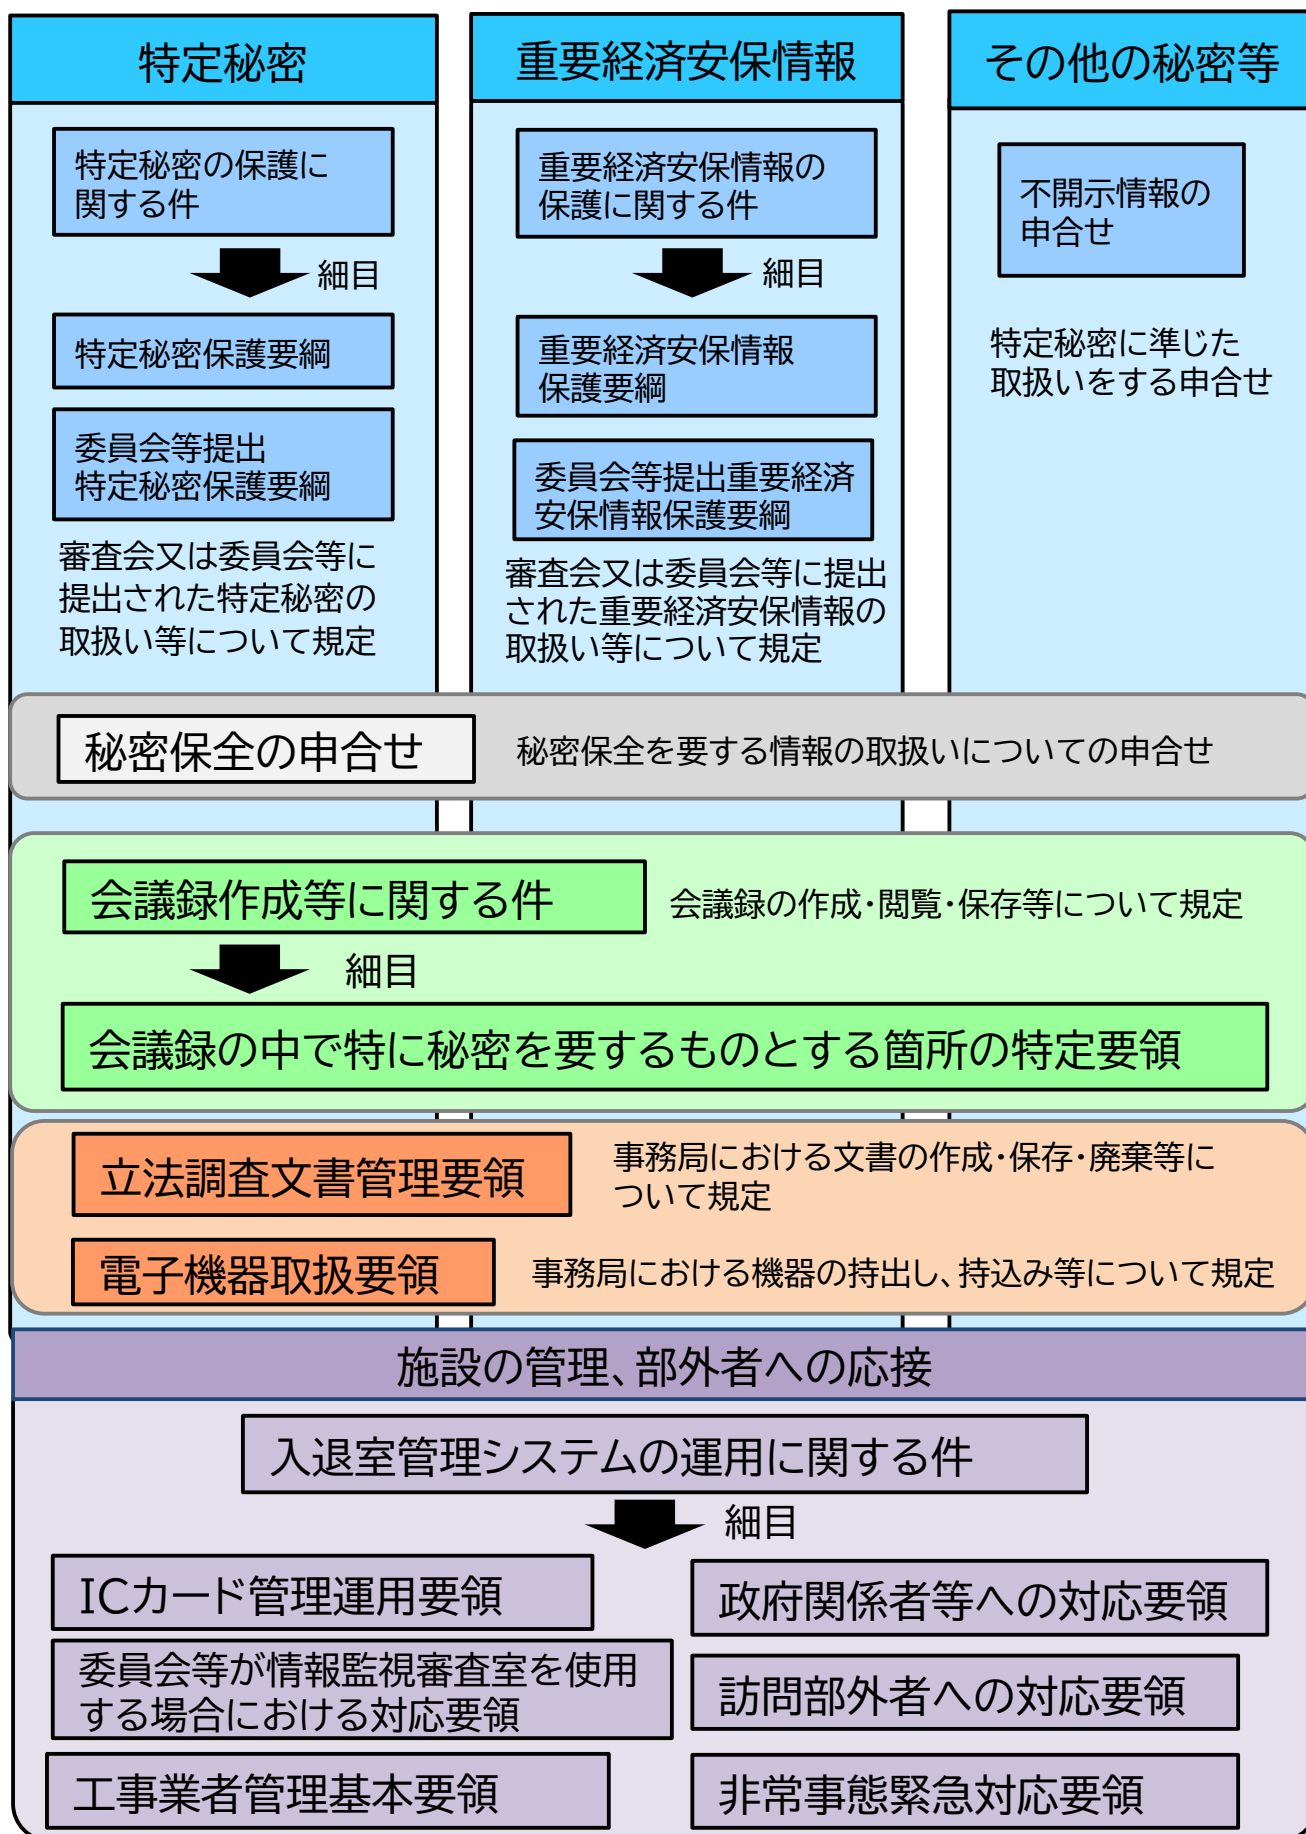 特定秘密
特定秘密の保護に
関する件
細目
特定秘密保護要綱
委員会等提出
特定秘密保護要綱
審査会又は委員会等に
提出された特定秘密の
取扱い等について規定
重要経済安保情報
重要経済安保情報の
保護に関する件
細目
重要経済安保情報
保護要綱
委員会等提出重要経済
安保情報保護要綱
審査会又は委員会等に提出
された重要経済安保情報の
取扱い等について規定
その他の秘密等
不開示情報の
申合せ
特定秘密に準じた
取扱いをする申合せ
秘密保全の申合せ
秘密保全を要する情報の取扱いについての申合せ
会議録作成等に関する件
会議録の作成・閲覧・保存等について規定
細目
会議録の中で特に秘密を要するものとする箇所の特定要領
立法調査文書管理要領
事務局における文書の作成・保存・廃棄等に
ついて規定
電子機器取扱要領
事務局における機器の持出し、持込み等について規定
施設の管理、部外者への応接
入退室管理システムの運用に関する件
細目
ICカード管理運用要領
委員会等が情報監視審査室を使用
する場合における対応要領
工事業者管理基本要領
政府関係者等への対応要領
訪問部外者への対応要領
非常事態緊急対応要領